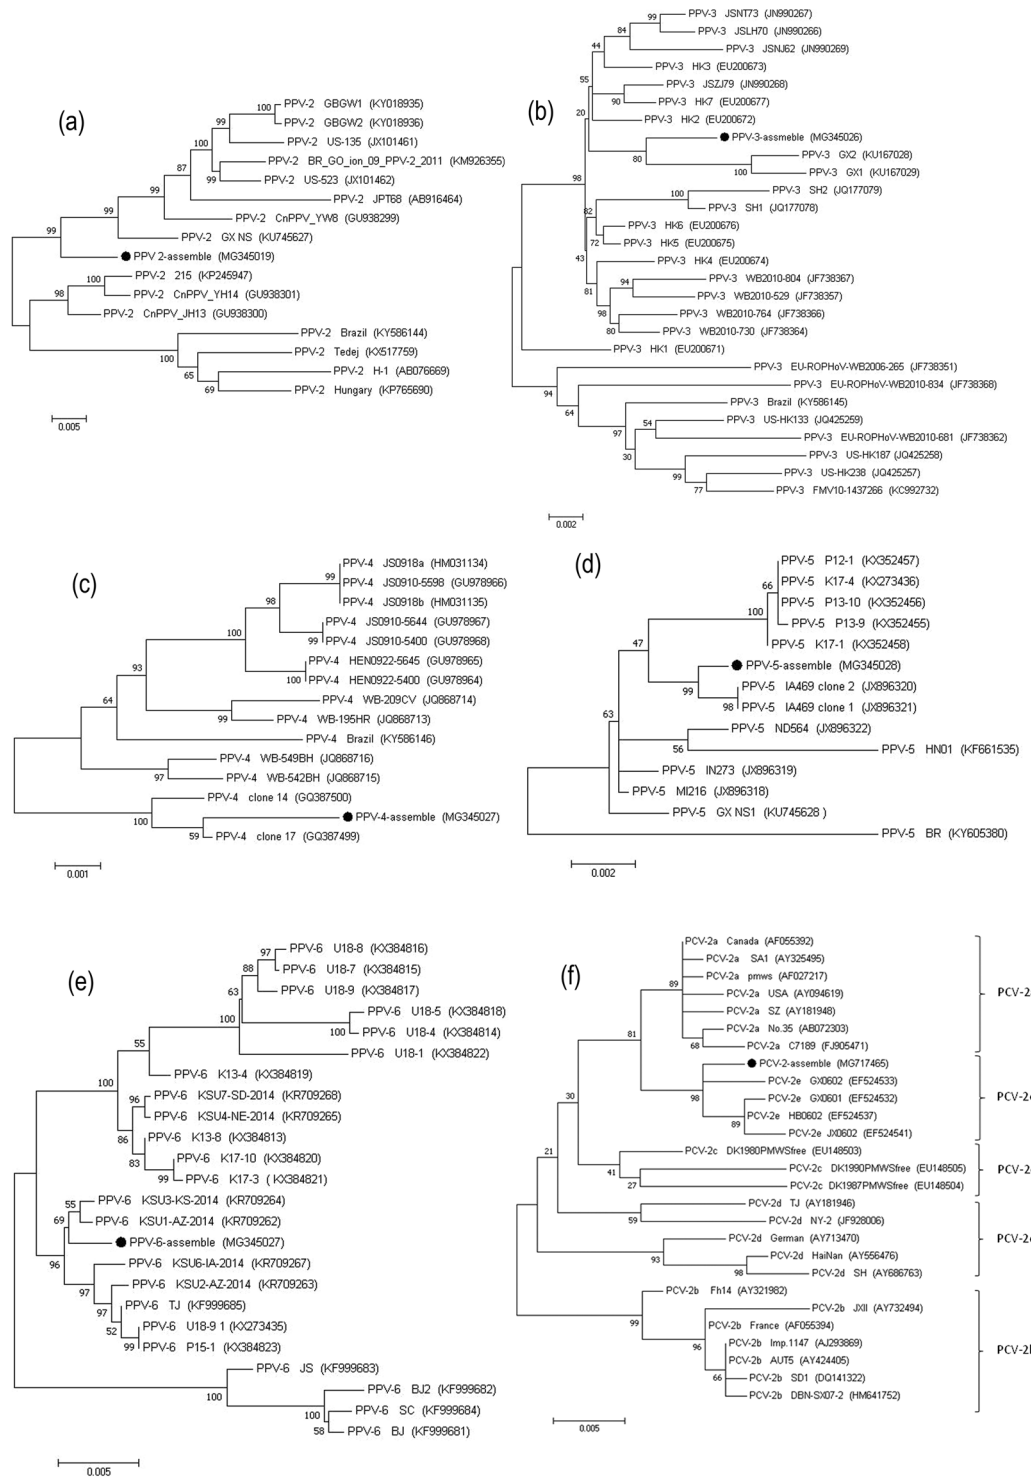 (a)
100
PPV-2 GBGW1 (KY018935)
99
PPV-2 GBGW2 (KY018936)
100
PPV-2 US-135 (JX101461)
87
PPV-2 BR_GO_ion_09_PPV-2_2011 (KM926355)
99
PPV-2 US-523 (JX101462)
99
PPV-2 JPT68 (AB916464)
99
PPV-2 CnPPV_YW8 (GU938299)
99
PPV-2 GX NS (KU745627)
PPV 2-assemble (MG345019)
100
PPV-2 215 (KP245947)
98
PPV-2 CnPPV_YH14 (GU938301)
PPV-2 CnPPV_JH13 (GU938300)
PPV-2 Brazil (KY586144)
100
PPV-2 Tedej (KX517759)
65
PPV-2 H-1 (AB076669)
69
PPV-2 Hungary (KP765690)
0.005
(b)
99
PPV-3 JSNT73 (JN990267)
84
PPV-3 JSLH70 (JN990266)
44
PPV-3 JSNJ62 (JN990269)
PPV-3 HK3 (EU200673)
55
PPV-3 JSZJ79 (JN990268)
90
PPV-3 HK7 (EU200677)
20
PPV-3 HK2 (EU200672)
PPV-3-assmeble (MG345026)
80
PPV-3 GX2 (KU167028)
100
PPV-3 GX1 (KU167029)
98
100
PPV-3 SH2 (JQ177079)
82
PPV-3 SH1 (JQ177078)
PPV-3 HK6 (EU200676)
72
PPV-3 HK5 (EU200675)
43
PPV-3 HK4 (EU200674)
94
PPV-3 WB2010-804 (JF738367)
81
PPV-3 WB2010-529 (JF738357)
98
PPV-3 WB2010-764 (JF738366)
80
PPV-3 WB2010-730 (JF738364)
PPV-3 HK1 (EU200671)
PPV-3 EU-ROPHoV-WB2006-265 (JF738351)
94
PPV-3 EU-ROPHoV-WB2010-834 (JF738368)
64
PPV-3 Brazil (KY586145)
97
54
PPV-3 US-HK133 (JQ425259)
PPV-3 EU-ROPHoV-WB2010-681 (JF738362)
30
PPV-3 US-HK187 (JQ425258)
99
PPV-3 US-HK238 (JQ425257)
77
PPV-3 FMV10-1437266 (KC992732)
0.002
(c)
PPV-4 JS0918a (HM031134)
99
PPV-4 JS0910-5598 (GU978966)
98
PPV-4 JS0918b (HM031135)
PPV-4 JS0910-5644 (GU978967)
100
99
PPV-4 JS0910-5400 (GU978968)
PPV-4 HEN0922-5645 (GU978965)
93
100
PPV-4 HEN0922-5400 (GU978964)
PPV-4 WB-209CV (JQ868714)
64
99
PPV-4 WB-195HR (JQ868713)
PPV-4 Brazil (KY586146)
PPV-4 WB-549BH (JQ868716)
97
PPV-4 WB-542BH (JQ868715)
PPV-4 clone 14 (GQ387500)
100
PPV-4-assemble (MG345027)
59
PPV-4 clone 17 (GQ387499)
0.001
(d)
PPV-5 P12-1 (KX352457)
66
PPV-5 K17-4 (KX273436)
100
PPV-5 P13-10 (KX352456)
PPV-5 P13-9 (KX352455)
47
PPV-5 K17-1 (KX352458)
PPV-5-assemble (MG345028)
99
PPV-5 IA469 clone 2 (JX896320)
98
PPV-5 IA469 clone 1 (JX896321)
63
PPV-5 ND564 (JX896322)
56
PPV-5 HN01 (KF661535)
PPV-5 IN273 (JX896319)
PPV-5 MI216 (JX896318)
PPV-5 GX NS1 (KU745628 )
PPV-5 BR (KY605380)
0.002
(e)
97
PPV-6 U18-8 (KX384816)
88
PPV-6 U18-7 (KX384815)
63
PPV-6 U18-9 (KX384817)
PPV-6 U18-5 (KX384818)
100
100
PPV-6 U18-4 (KX384814)
55
PPV-6 U18-1 (KX384822)
PPV-6 K13-4 (KX384819)
100
96
PPV-6 KSU7-SD-2014 (KR709268)
PPV-6 KSU4-NE-2014 (KR709265)
86
PPV-6 K13-8 (KX384813)
83
PPV-6 K17-10 (KX384820)
99
PPV-6 K17-3 ( KX384821)
55
PPV-6 KSU3-KS-2014 (KR709264)
69
PPV-6 KSU1-AZ-2014 (KR709262)
PPV-6-assemble (MG345027)
96
PPV-6 KSU6-IA-2014 (KR709267)
97
PPV-6 KSU2-AZ-2014 (KR709263)
97
PPV-6 TJ (KF999685)
52
PPV-6 U18-9 1 (KX273435)
99
PPV-6 P15-1 (KX384823)
PPV-6 JS (KF999683)
100
PPV-6 BJ2 (KF999682)
100
PPV-6 SC (KF999684)
58
PPV-6 BJ (KF999681)
0.005
(f)
PCV-2a Canada (AF055392)
PCV-2a SA1 (AY325495)
PCV-2a pmws (AF027217)
89
PCV-2a USA (AY094619)
PCV-2
PCV-2a SZ (AY181948)
81
PCV-2a No.35 (AB072303)
68
PCV-2a C7189 (FJ905471)
PCV-2-assemble (MG717465)
PCV-2e GX0602 (EF524533)
98
PCV-2e GX0601 (EF524532)
PCV-2
30
PCV-2e HB0602 (EF524537)
89
PCV-2e JX0602 (EF524541)
PCV-2c DK1980PMWSfree (EU148503)
21
41
PCV-2c DK1990PMWSfree (EU148505)
PCV-2
27
PCV-2c DK1987PMWSfree (EU148504)
PCV-2d TJ (AY181946)
59
PCV-2d NY-2 (JF928006)
PCV-2d German (AY713470)
PCV-2
93
PCV-2d HaiNan (AY556476)
98
PCV-2d SH (AY686763)
PCV-2b Fh14 (AY321982)
99
PCV-2b JXII (AY732494)
PCV-2b France (AF055394)
96
PCV-2b Imp.1147 (AJ293869)
PCV-2
PCV-2b AUT5 (AY424405)
66
PCV-2b SD1 (DQ141322)
PCV-2b DBN-SX07-2 (HM641752)
0.005